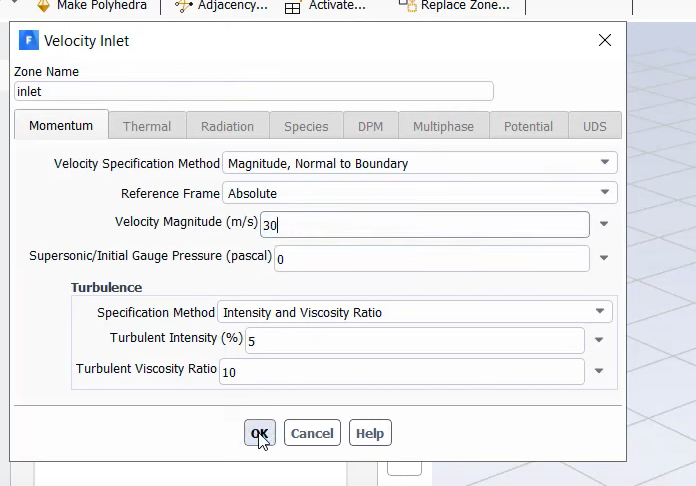 Make Polyhedra Adjacency... Activate... Replace Zone...
F Velocity Inlet
Zone Name
inlet
Momentum Thermal Radiation Species DPM Multiphase Potential UDS
Velocity Specification Method Magnitude, Normal to Boundary
Reference Frame Absolute
Velocity Magnitude (m/s) 30
Supersonic/Initial Gauge Pressure (pascal) 0
Turbulence
Specification Method Intensity and Viscosity Ratio
Turbulent Intensity (%) 5
Turbulent Viscosity Ratio 10
OK Cancel Help